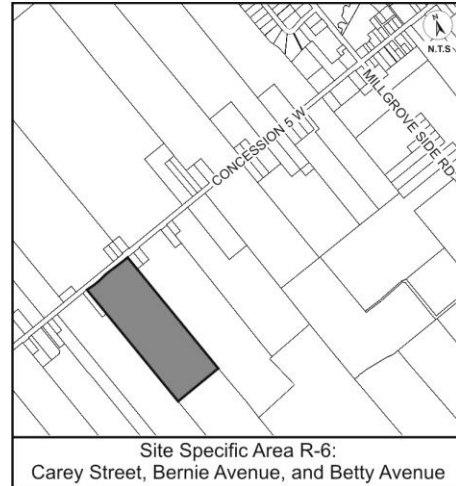 N
N.T.S
CONCESSION 5 W
MILLGROVE SIDE RD
Site Specific Area R-6:
Carey Street, Bernie Avenue, and Betty Avenue